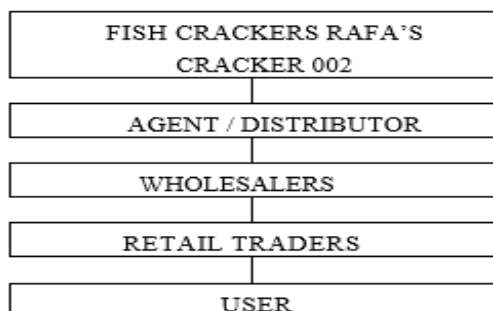 FISH CRACKERS RAFA'S
CRACKER 002
AGENT / DISTRIBUTOR
WHOLESALERS
RETAIL TRADERS
USER